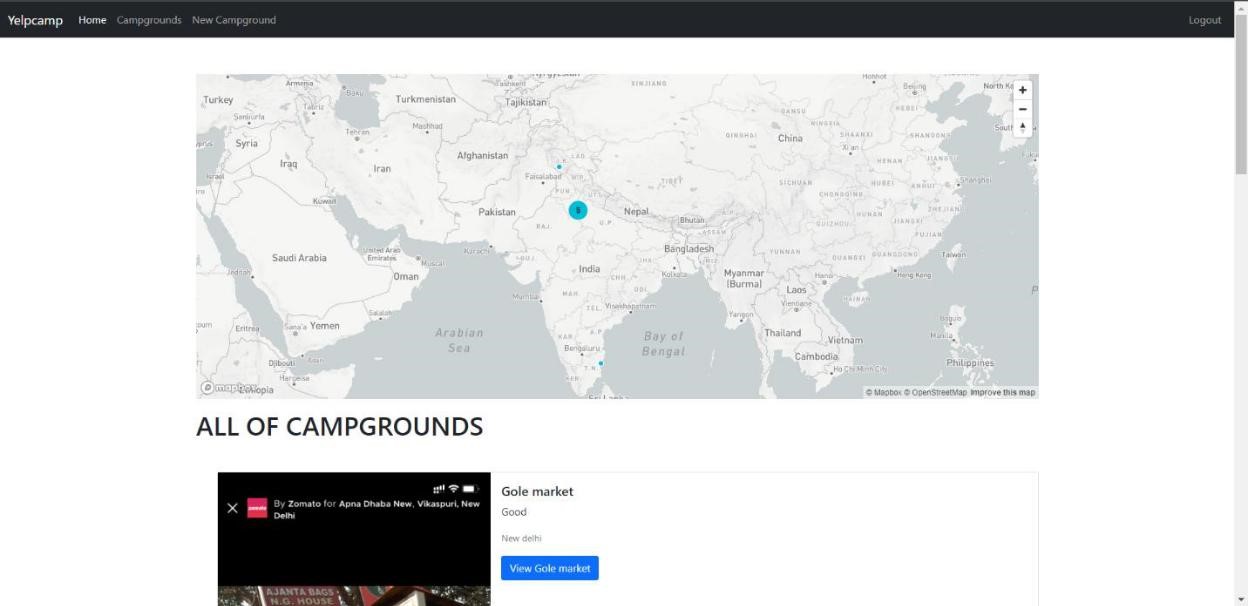 Yelpcamp Home Campgrounds New Campground Logout
Armenia Tashkent Hohhot
Baku Beijing North
Turkey Turkmenistan XINJIANG
Tabriz Tajikistan HEBEI
Sanliurfa GANSU NINGXIA
Mashhad
Syria Tehran QINGHAI China SHAANXI SHANDONG
Iraq Iran Afghanistan Xi'an
Israel Faisalabad TIBET HENAN JIANGSU
Kuwait SICHUAN HUBEI Shanghai
CHONGQING
Pakistan Nepal HUNAN ZHEJIANG
5
RAJ. U.P. Bhutan GUIZHOU JIANGXI
ASSAM FUJIAN
Saudi Arabia United Arab Emirates Karachi Bangladesh YUNNAN GUANGXI GUANGDONG Taiwan
Muscat GUJ.
Oman India Kolkata Myanmar (Burma) Hanoi Hong Kong
Jeddah CHH. Laos
Mumbai MAH. ODI. HAINAN
Salalah TEL. Visakhapatnam Vientiane
Eritrea Sana'a Yemen Yangon Baguio
Arabian Sea KAR. A.P. Bay of Bengal Thailand Vietnam Manila
Bengaluru
Djibouti Aden Cambodia Philippines
Hargeisa T.N. Ho Chi Minh City
KER.
mapbox Ethiopia Sri Lanka
© Mapbox © OpenStreetMap Improve this map
ALL OF CAMPGROUNDS
By Zomato for Apna Dhaba New, Vikaspuri, New
Delhi
zomato
AJANTA BAGS
N.G. HOUSE
Gole market
Good
New delhi
View Gole market